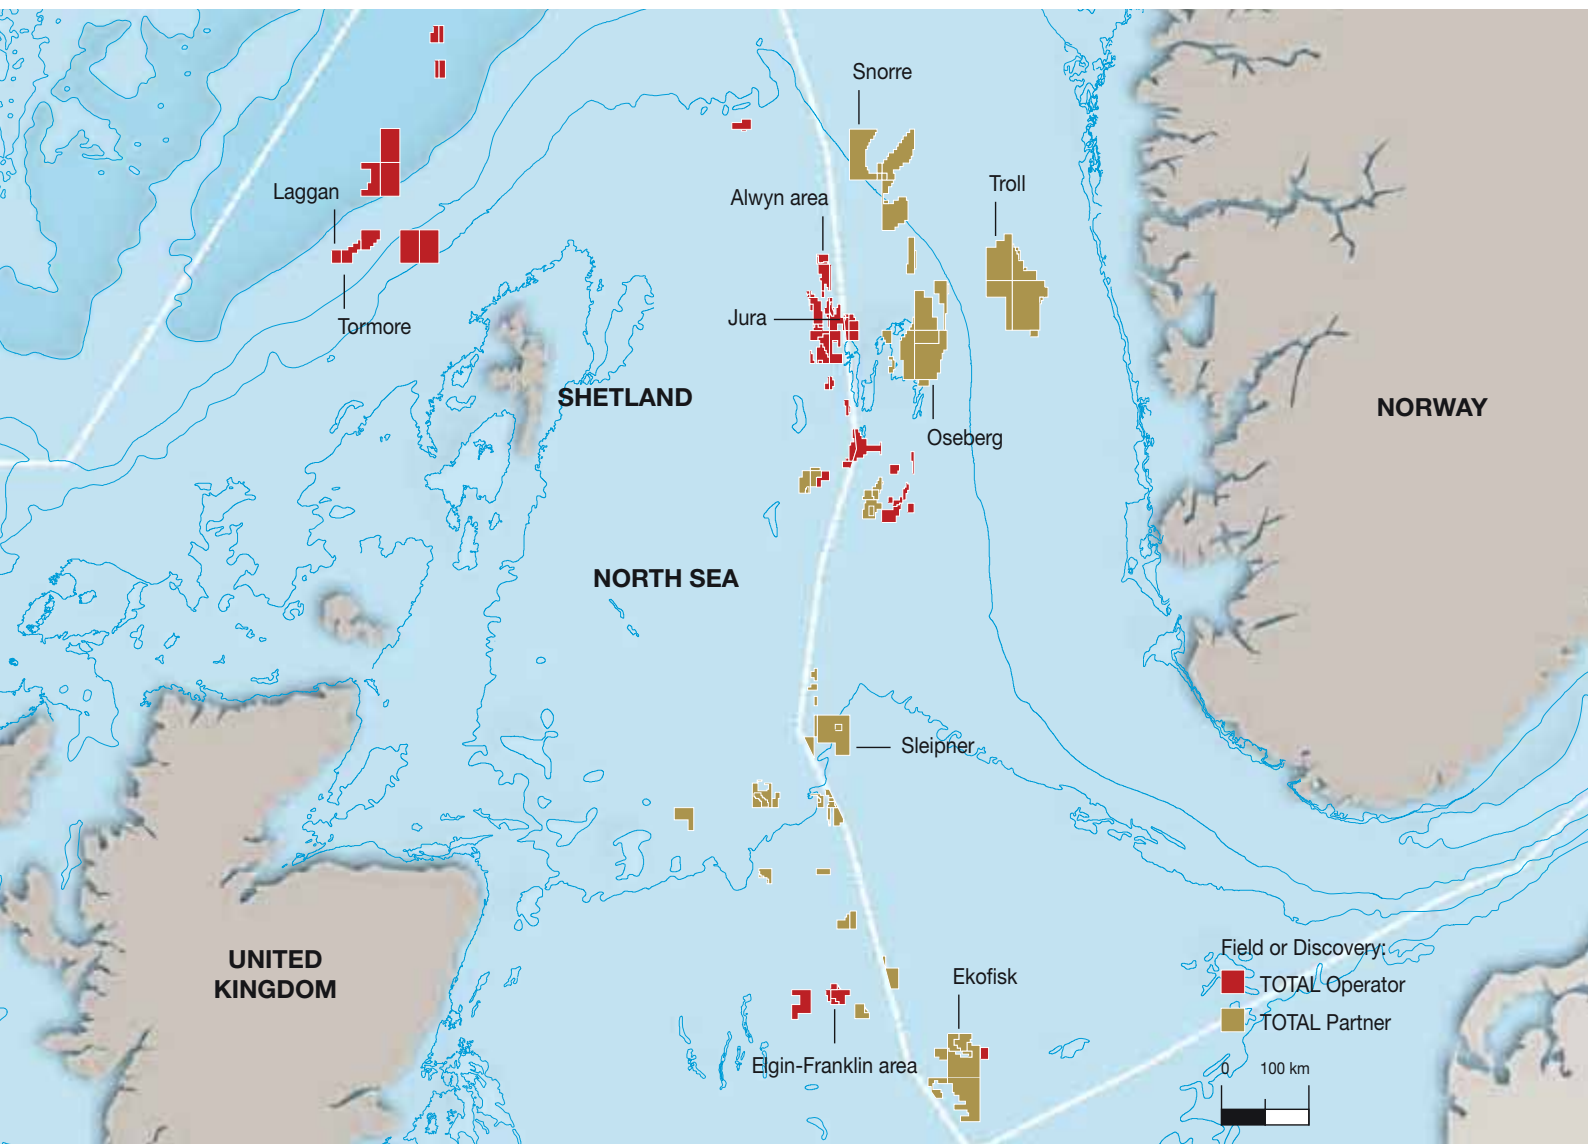 Snorre
Laggan
Alwyn area
Troll
Tormore
Jura
SHETLAND
NORWAY
Oseberg
NORTH SEA
Sleipner
UNITED
KINGDOM
Ekofisk
Elgin-Franklin area
Field or Discovery:
TOTAL Operator
TOTAL Partner
0 100 km